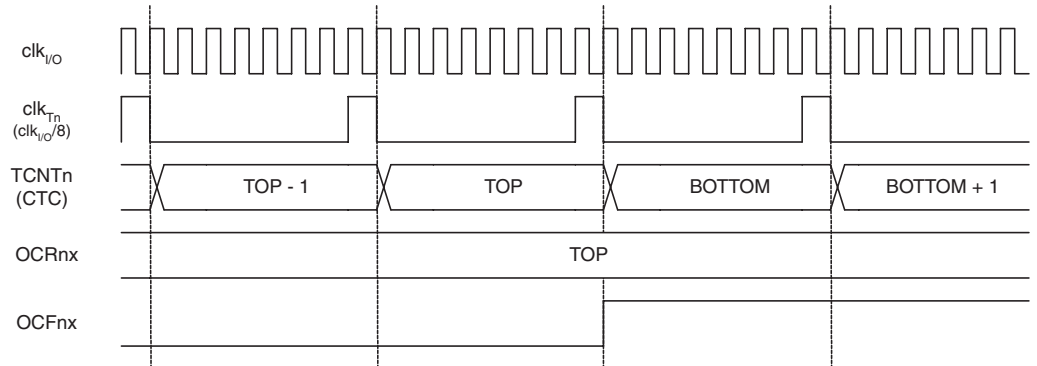 clkI/O
clkTn
(clkI/O/8)
TCNTn
(CTC)
TOP - 1
TOP
BOTTOM
BOTTOM + 1
OCRnx
TOP
OCFnx